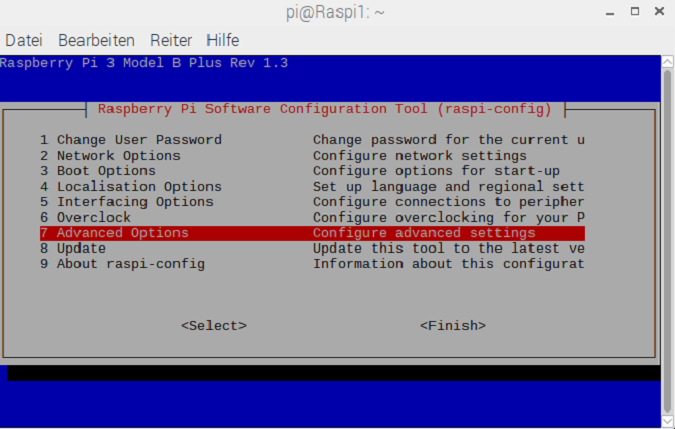 pi@Raspi1: ~
Datei Bearbeiten Reiter Hilfe
Raspberry Pi 3 Model B Plus Rev 1.3
Raspberry Pi Software Configuration Tool (raspi-config)
1 Change User Password Change password for the current u
2 Network Options Configure network settings
3 Boot Options Configure options for start-up
4 Localisation Options Set up language and regional sett
5 Interfacing Options Configure connections to peripher
6 Overclock Configure overclocking for your P
7 Advanced Options Configure advanced settings
8 Update Update this tool to the latest ve
9 About raspi-config Information about this configurat
<Select> <Finish>